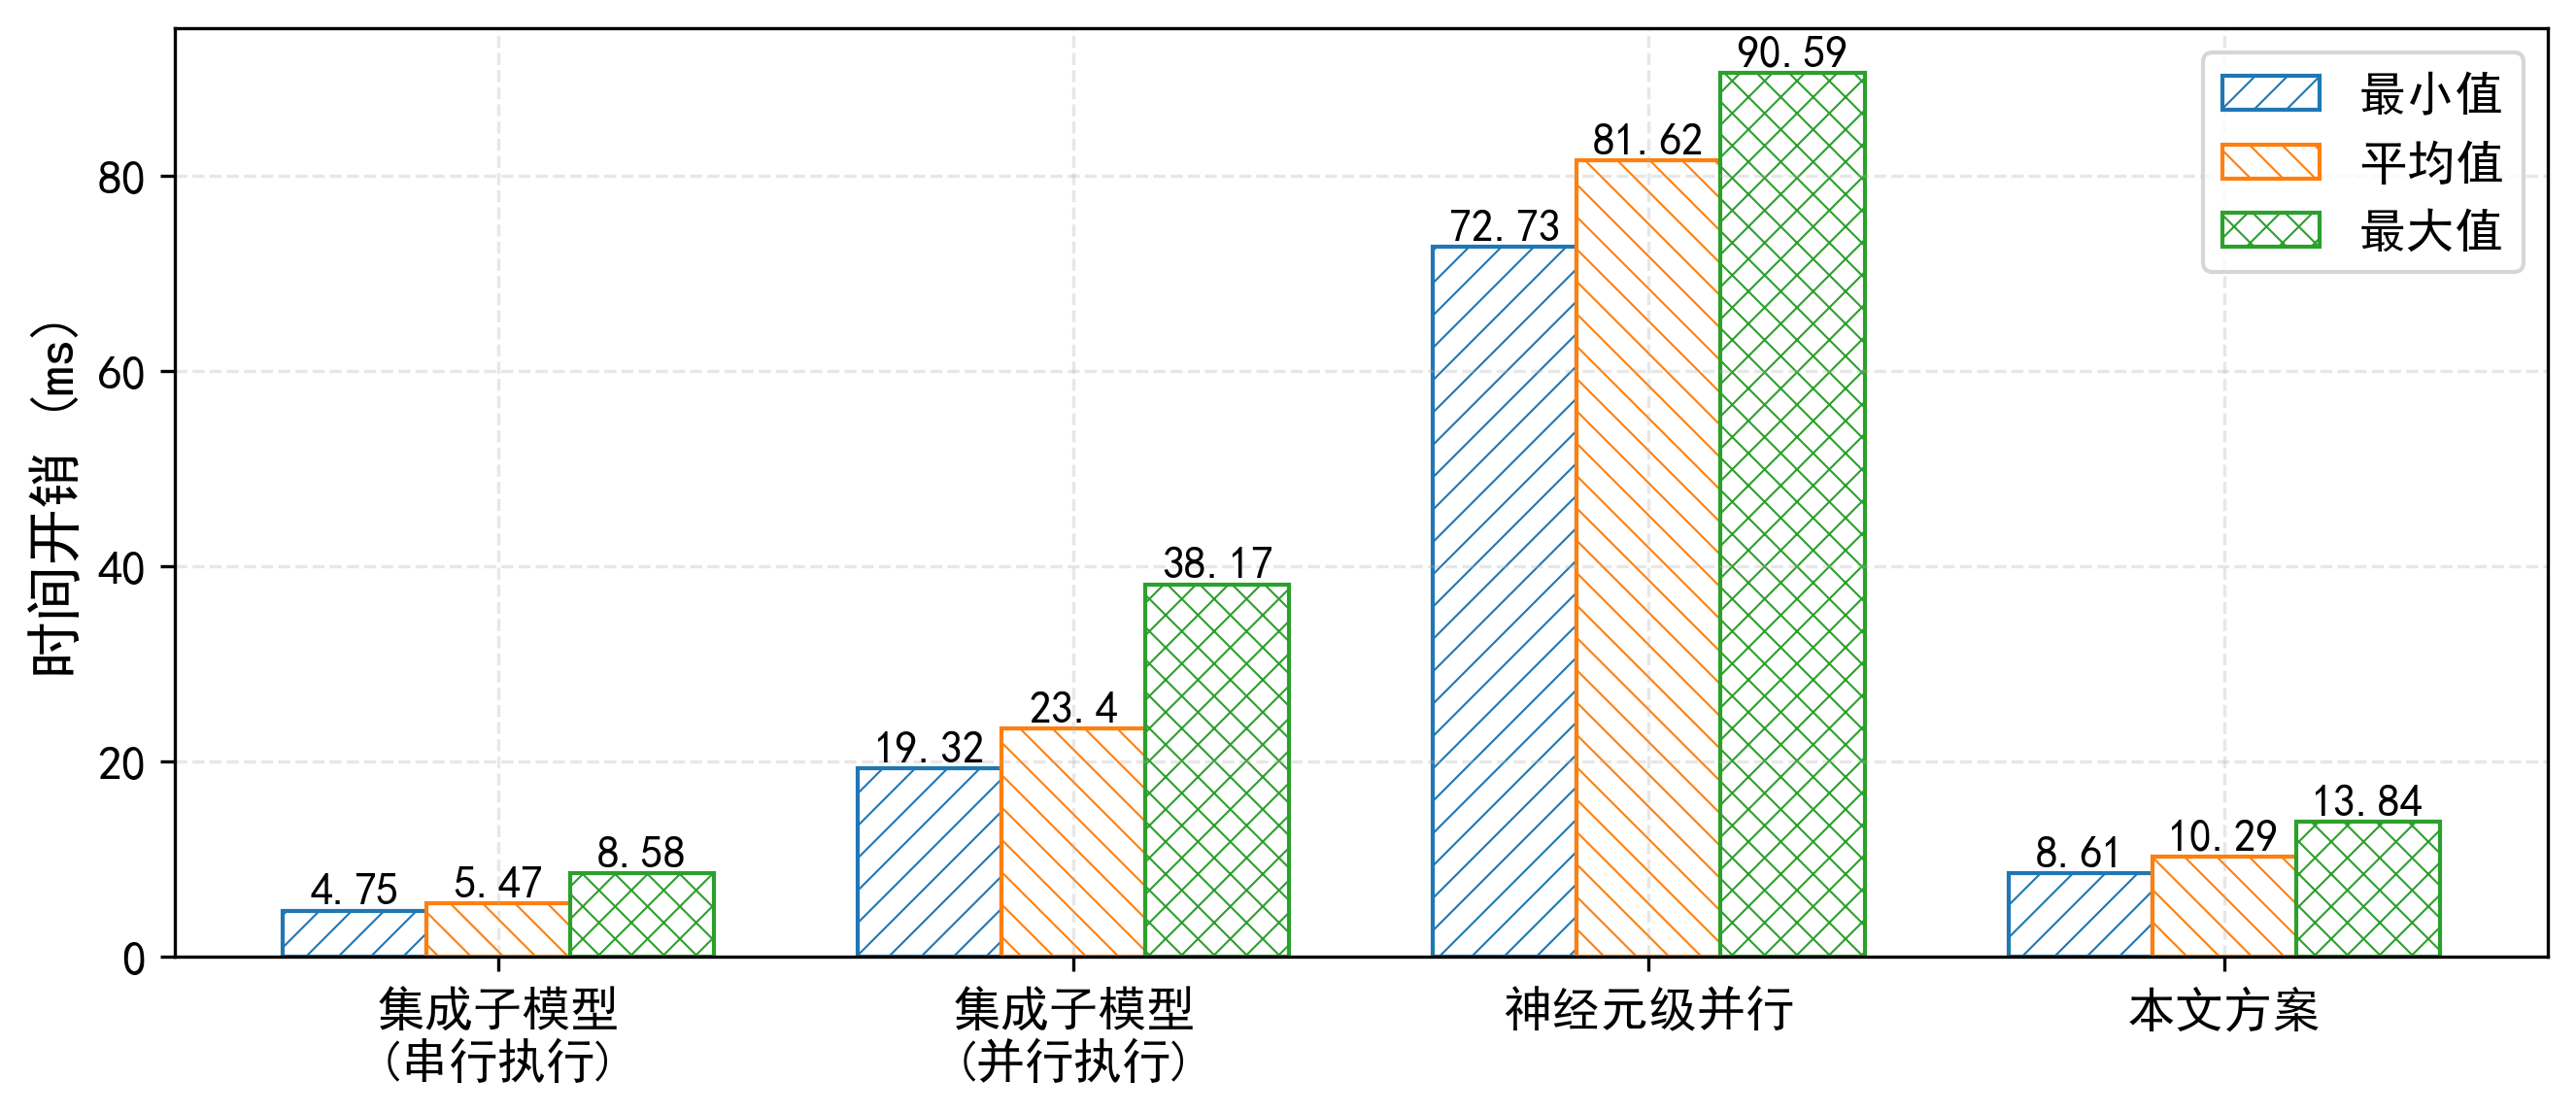 时间开销 (ms)
80
60
40
20
0
4.75
5.47
8.58
19.32
23.4
38.17
72.73
81.62
90.59
8.61
10.29
13.84
最小值
平均值
最大值
集成子模型
(串行执行)
集成子模型
(并行执行)
神经元级并行
本文方案